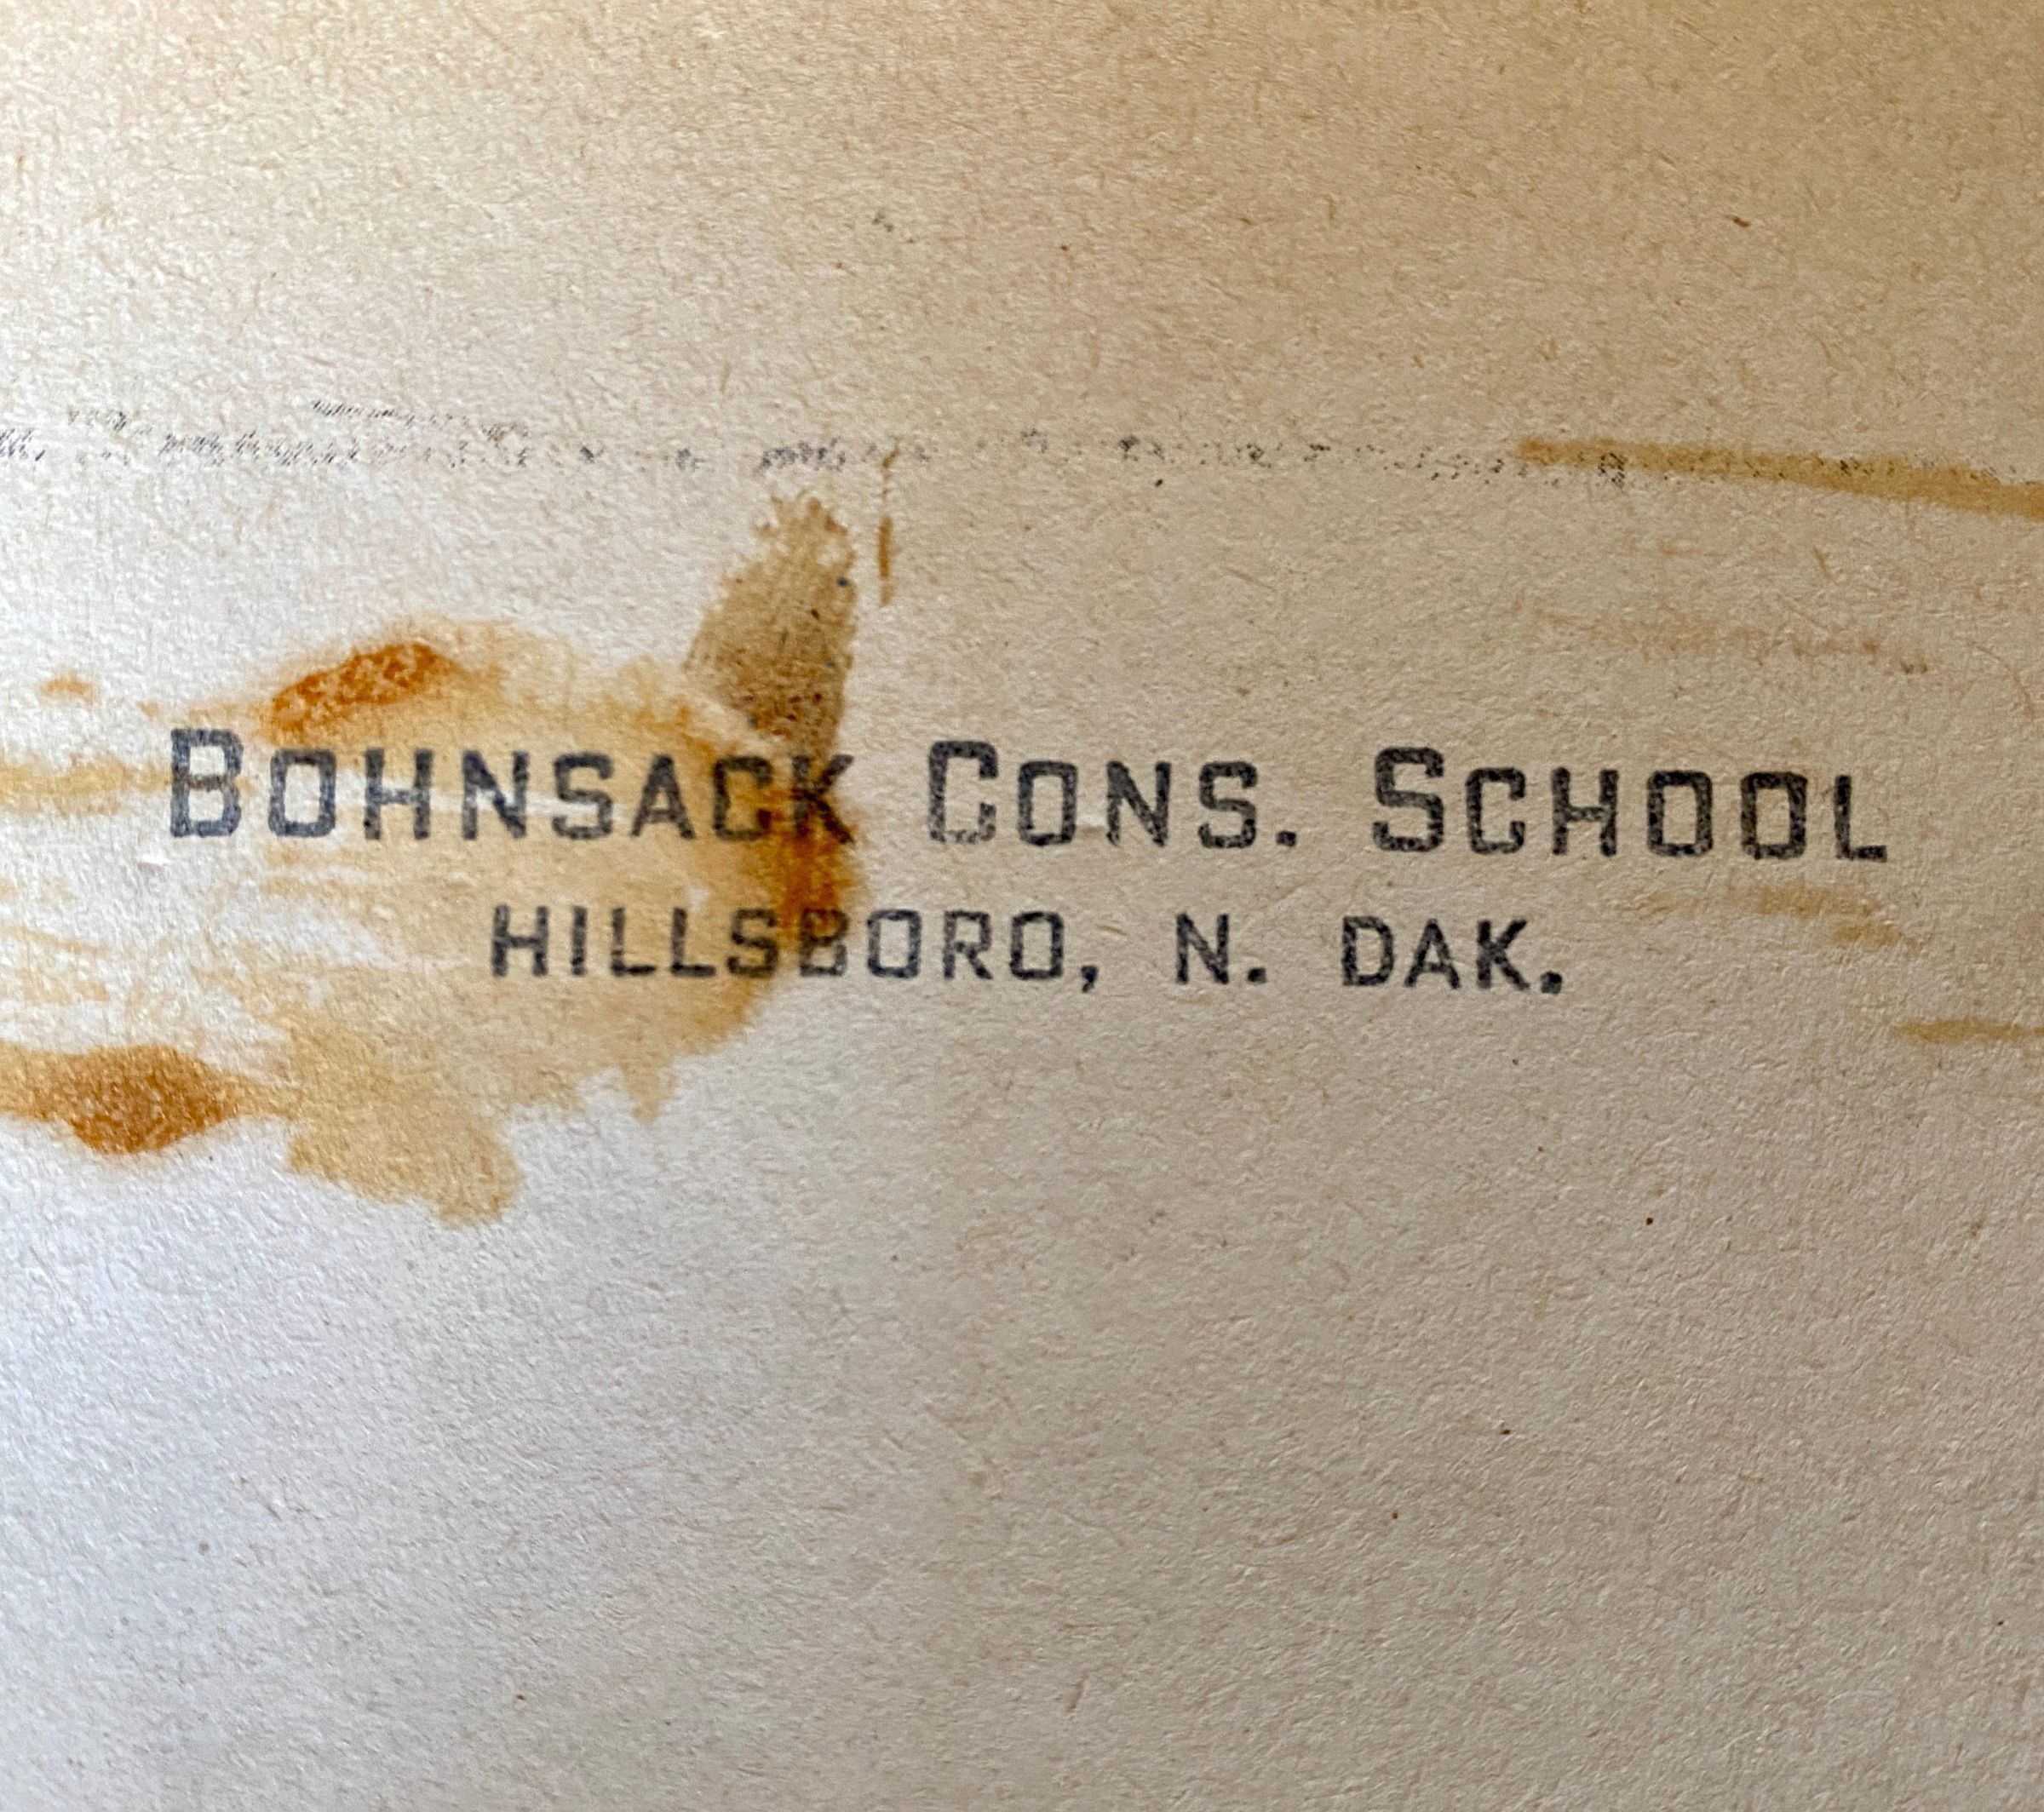 BOHNSACK CONS. SCHOOL
HILLSBORO, N. DAK.